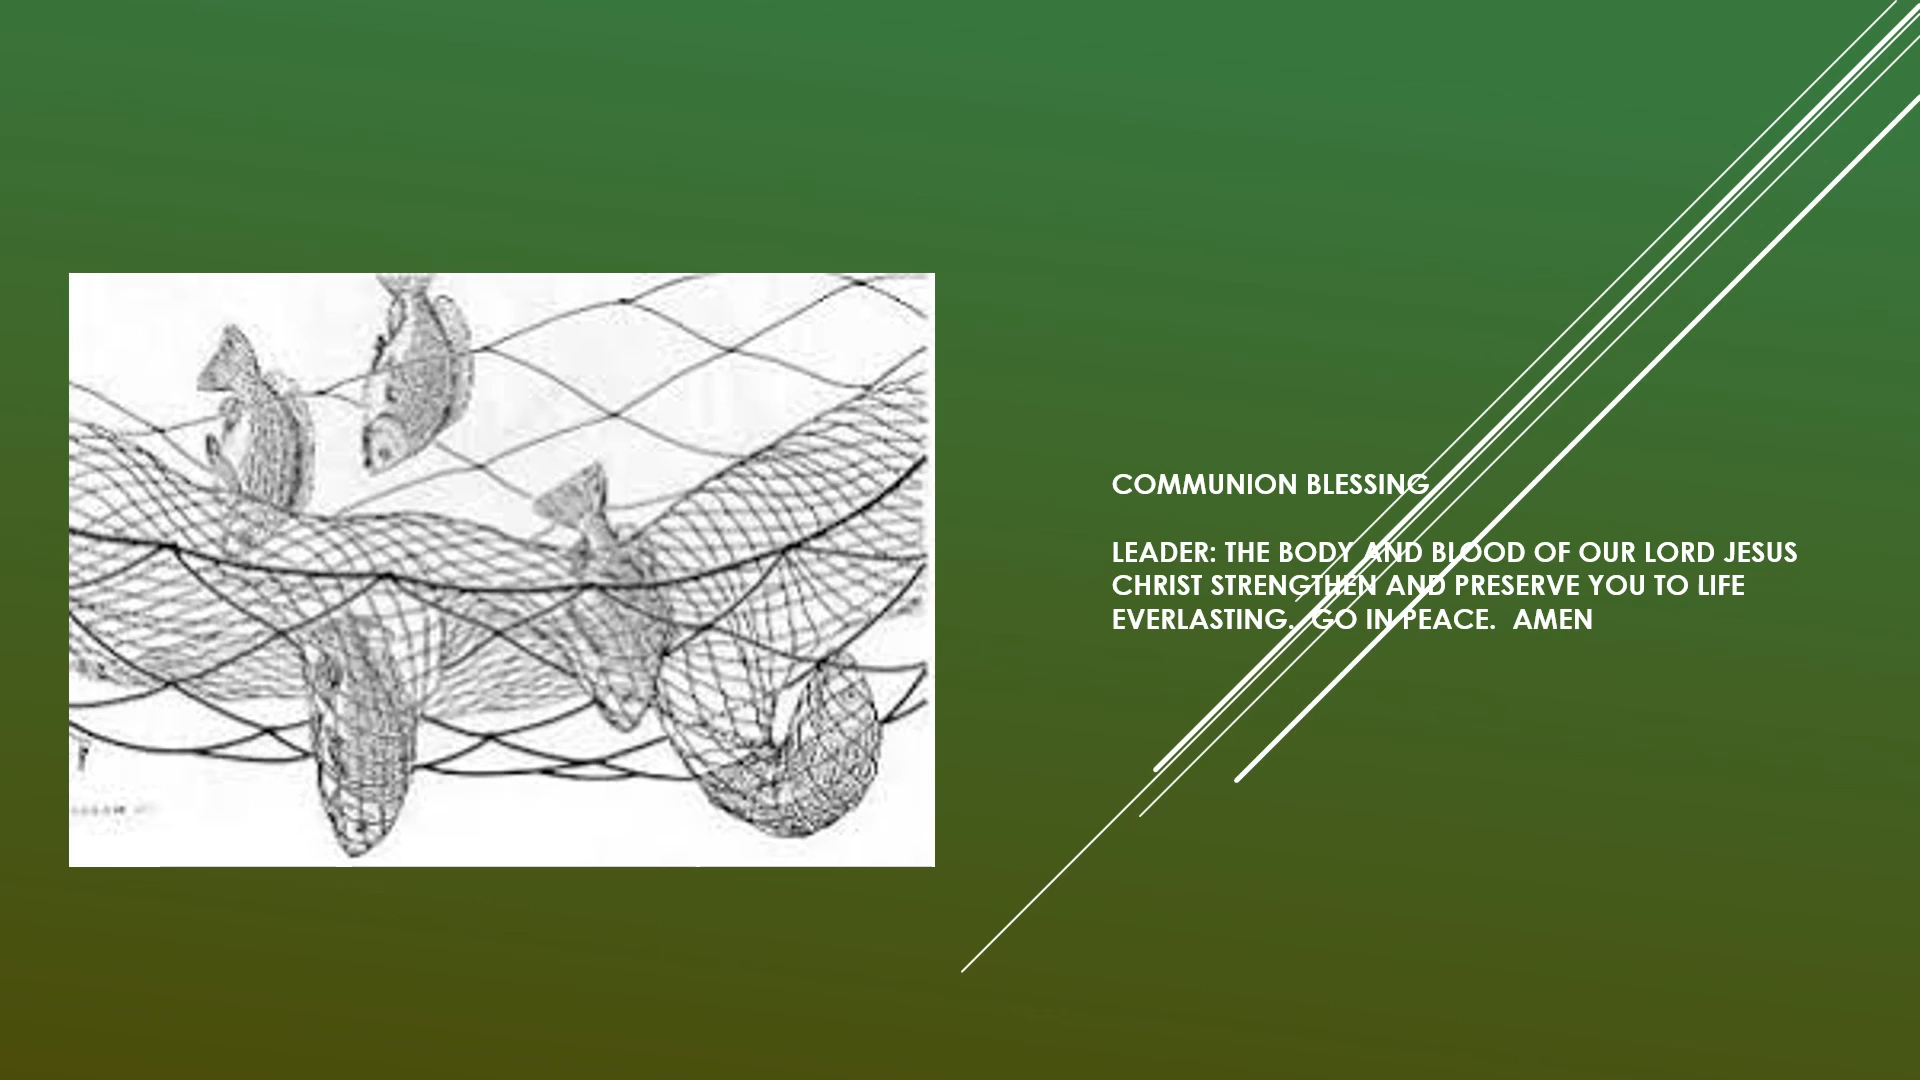 COMMUNION BLESSING
LEADER: THE BODY AND BLOOD OF OUR LORD JESUS
CHRIST STRENGTHEN AND PRESERVE YOU TO LIFE
EVERLASTING.  GO IN PEACE.  AMEN